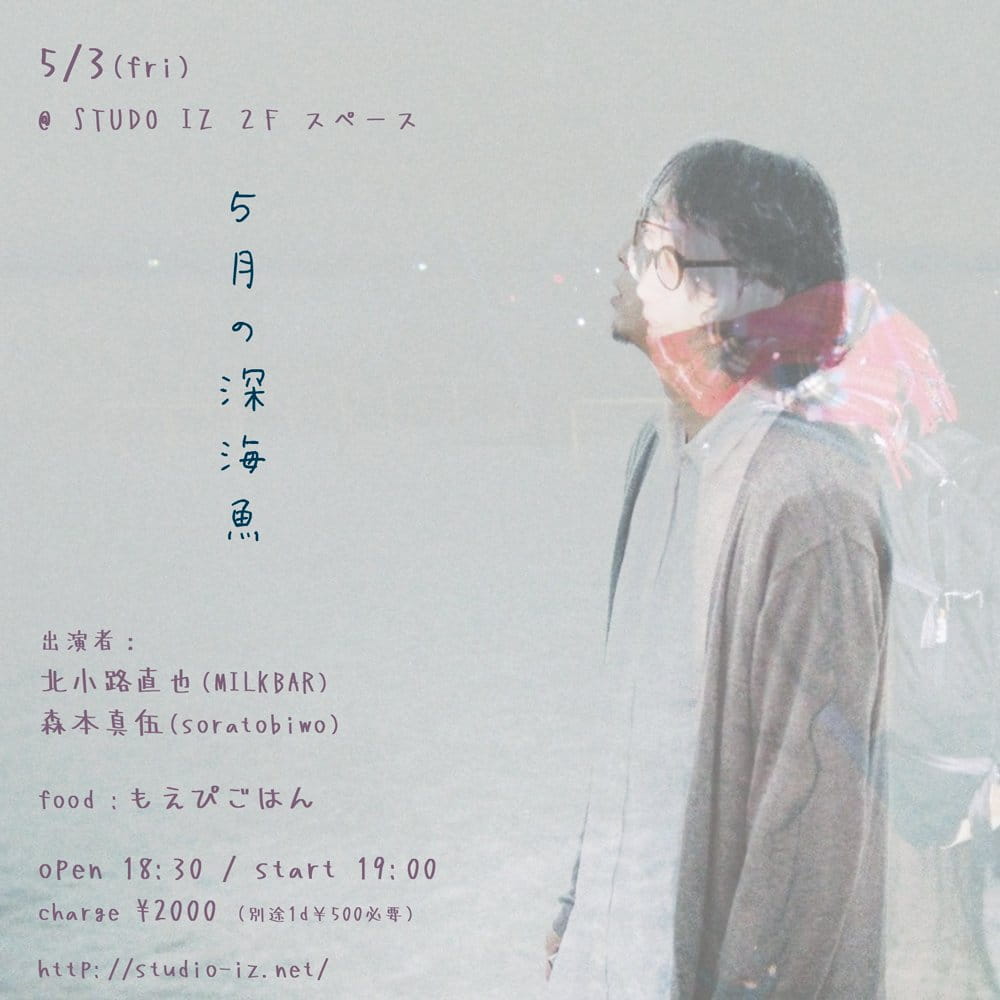 5/3(fri)
@ STUDO IZ 2F スペース
5月の深海魚
出演者:
北小路直也(MILKBAR)
森本真伍(soratobiwo)
food:もえぴごはん
open 18:30 / start 19:00
charge ¥2000 (別途1d¥500必要)
http://studio-iz.net/